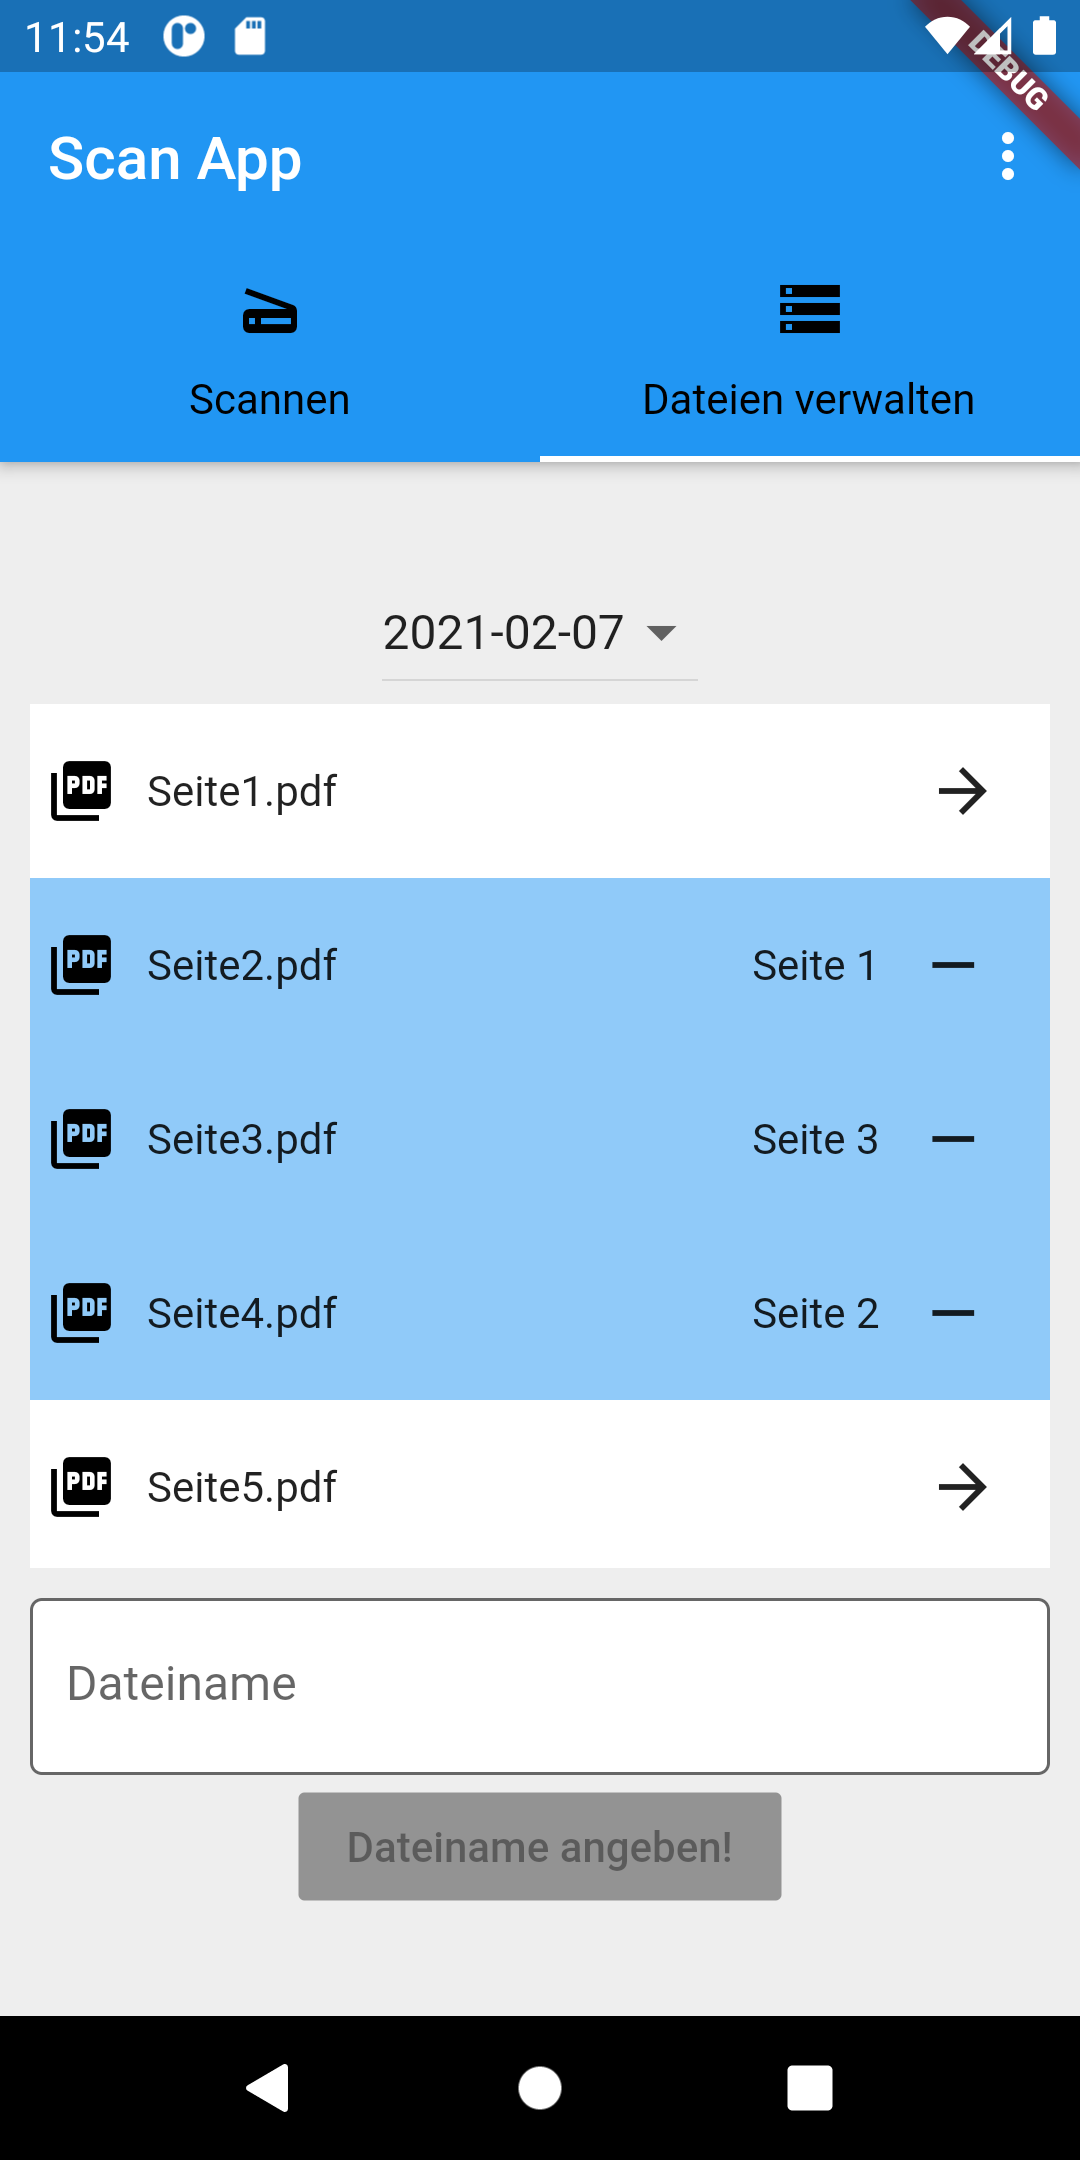 11:54
DEBUG
Scan App
Scannen
Dateien verwalten
2021-02-07
PDF Seite1.pdf
PDF Seite2.pdf Seite 1
PDF Seite3.pdf Seite 3
PDF Seite4.pdf Seite 2
PDF Seite5.pdf
Dateiname
Dateiname angeben!